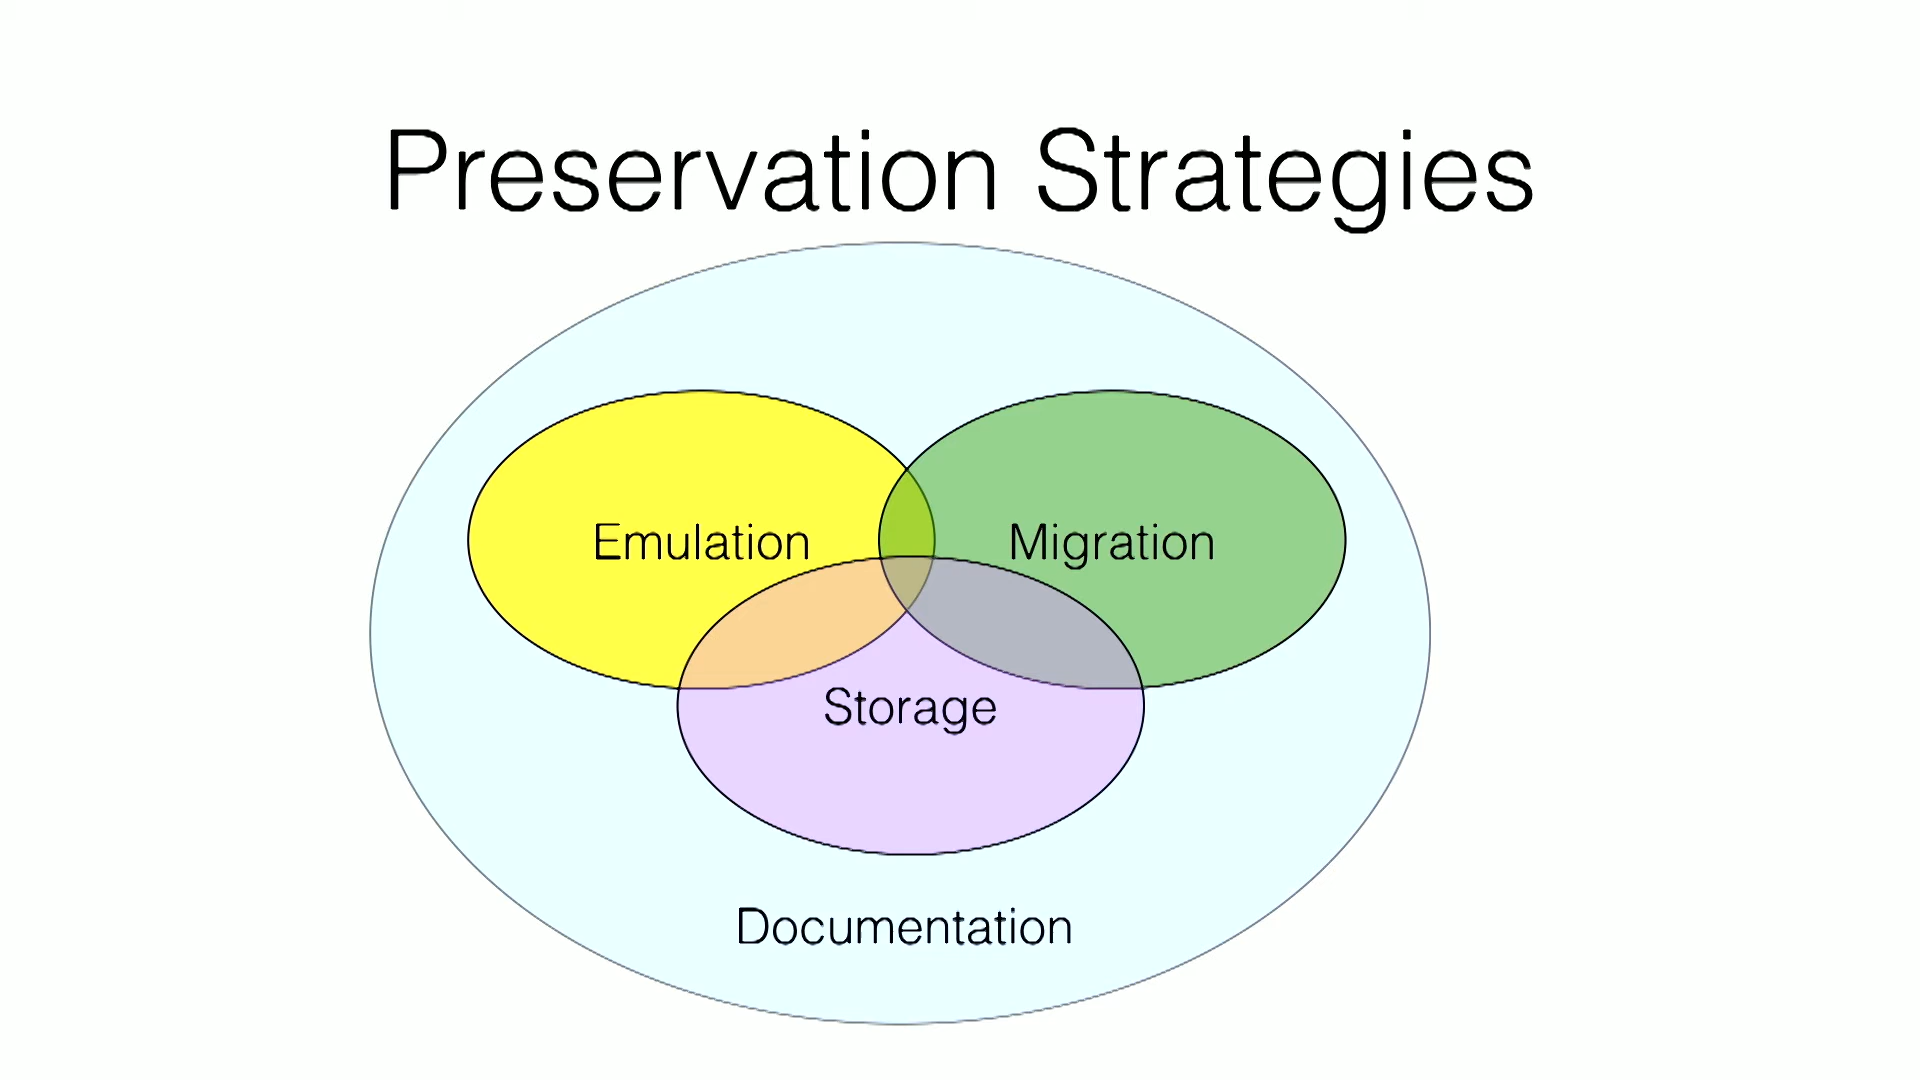 Preservation Strategies
Emulation
Migration
Storage
Documentation